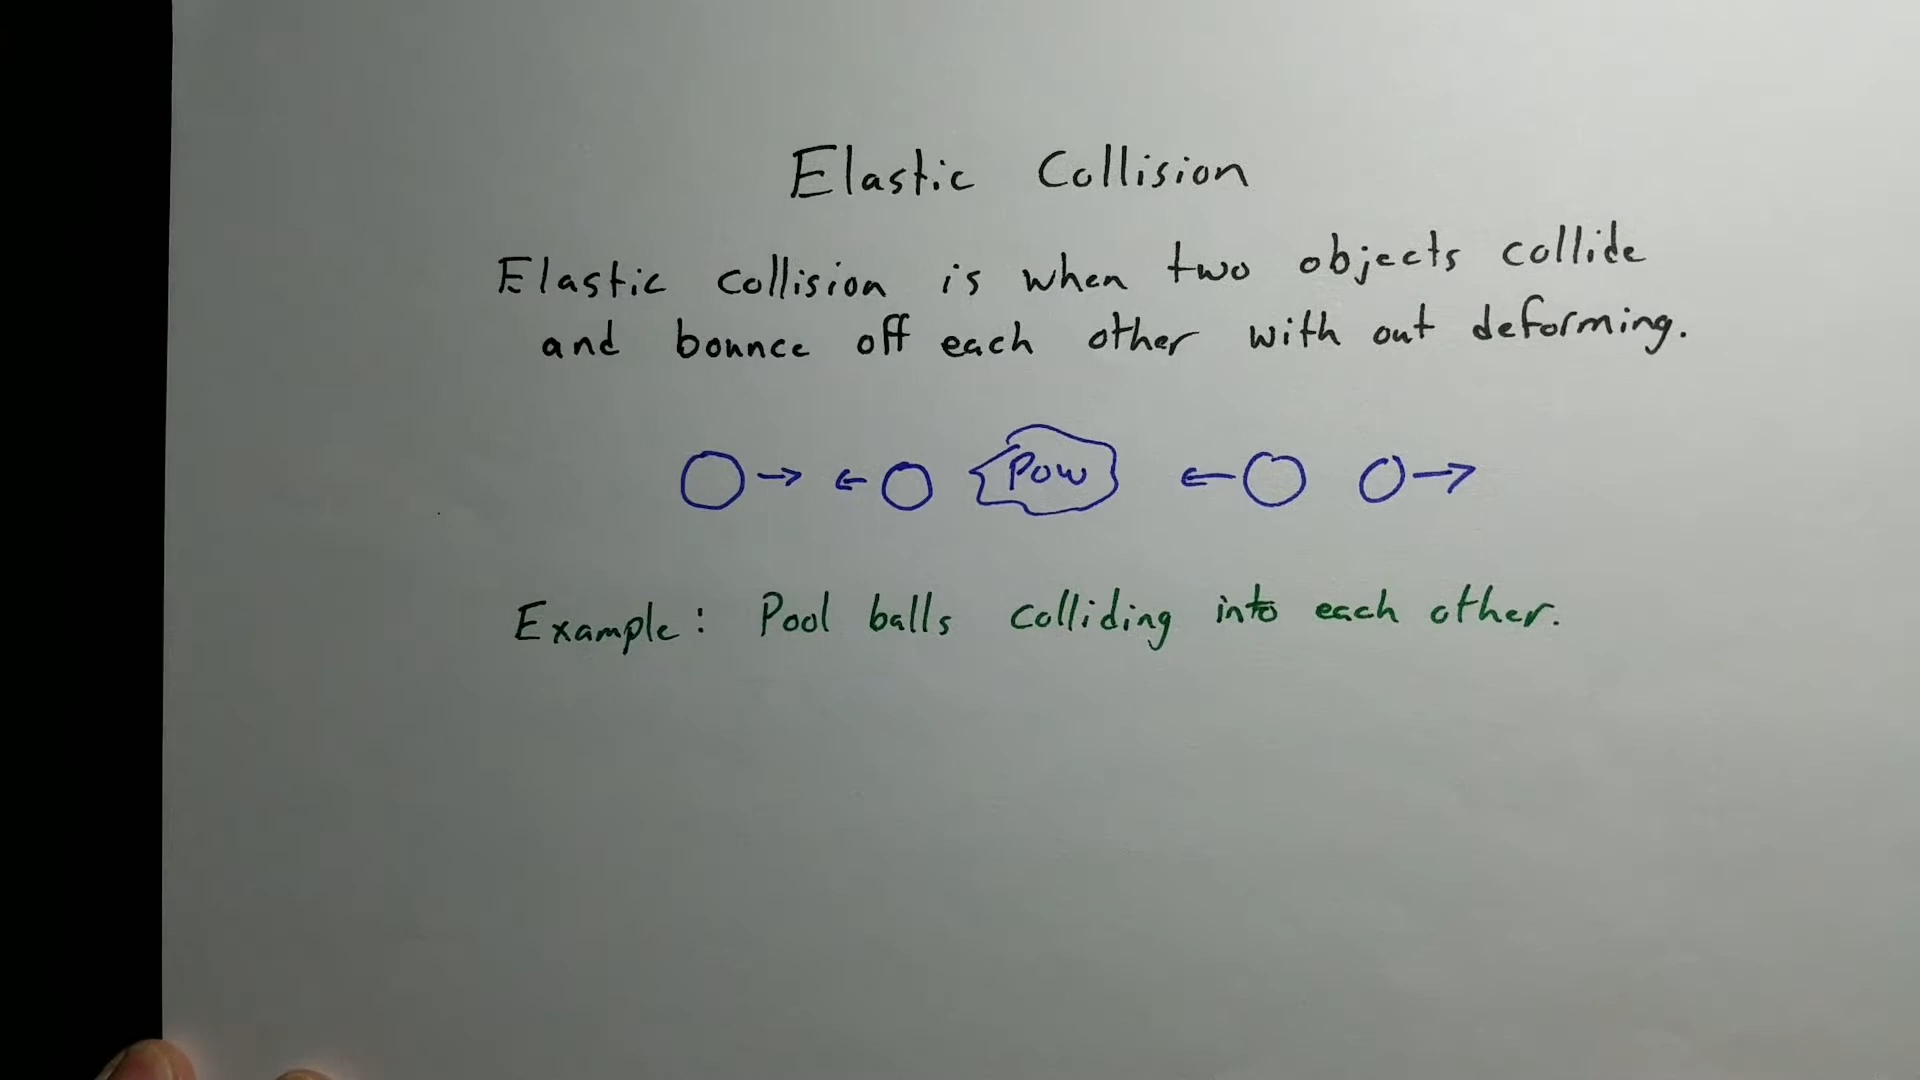 Elastic Collision
Elastic collision is when two objects collide
and bounce off each other with out deforming.
Pow
Example: Pool balls colliding into each other.